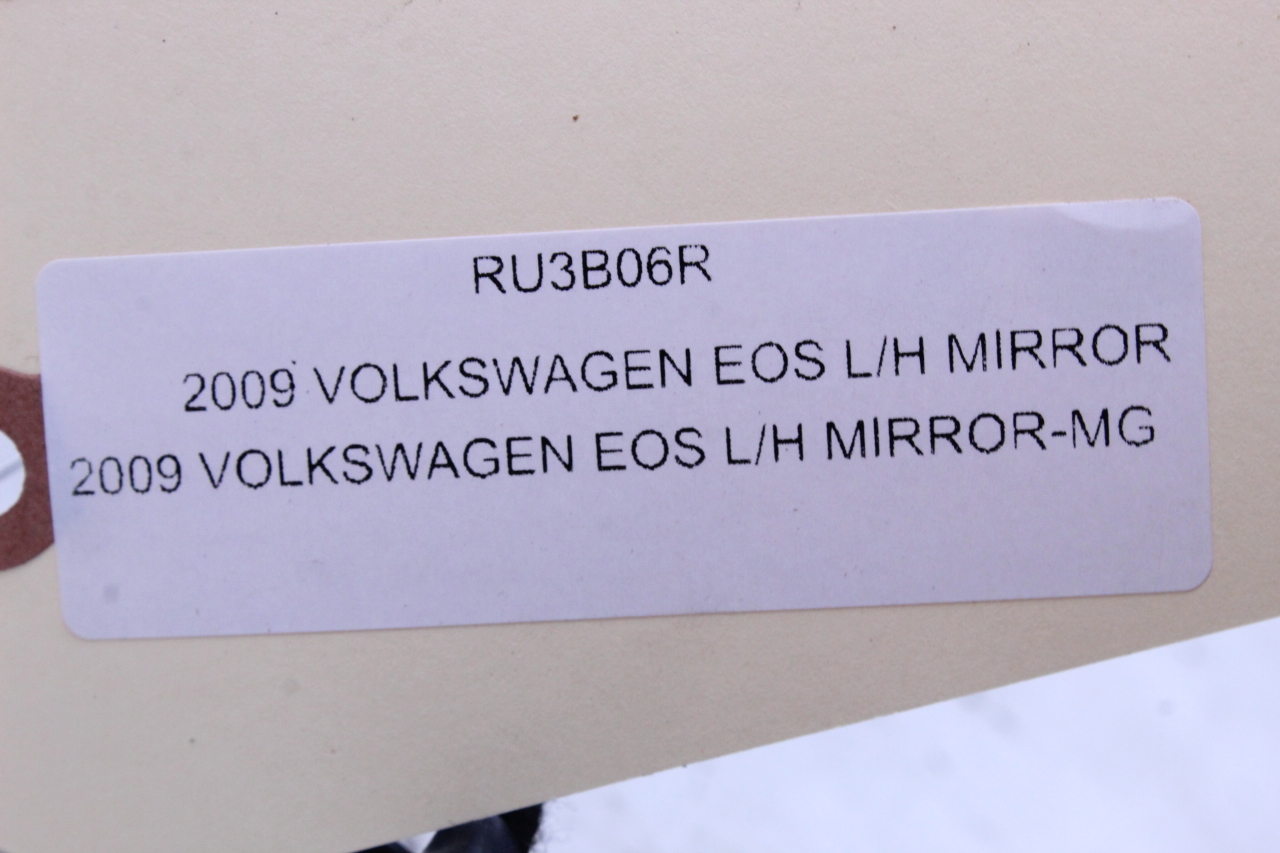 RU3B06R
2009 VOLKSWAGEN EOS L/H MIRROR
2009 VOLKSWAGEN EOS L/H MIRROR-MG